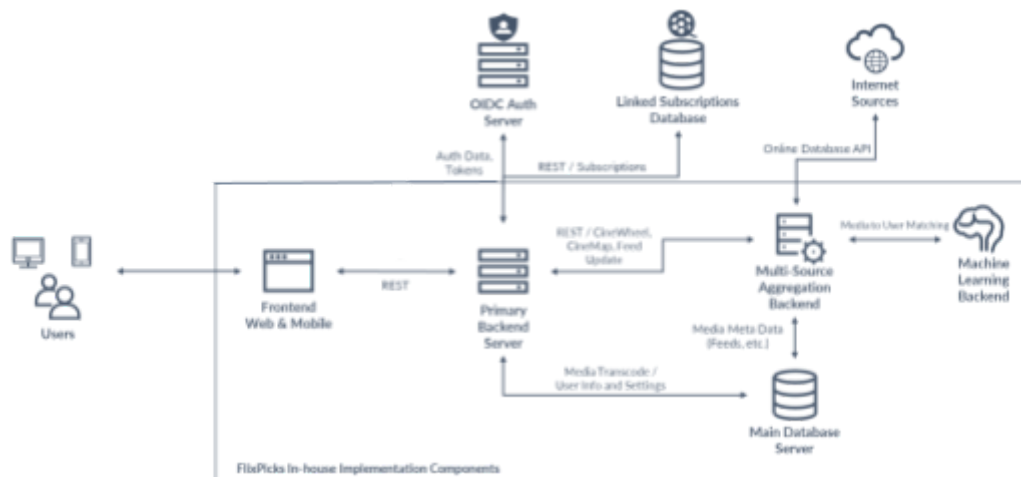 OIDC Auth
Server
Linked Subscriptions
Database
Internet
Sources
Auth Data,
Tokens
REST / Subscriptions
Online Database API
REST / CineWheel,
CineMap, Feed
Update
Media to User Matching
REST
Users
Frontend
Web & Mobile
Primary
Backend
Server
Multi-Source
Aggregation
Backend
Machine
Learning
Backend
Media Meta Data
(Feeds, etc.)
Media Transcode /
User Info and Settings
Main Database
Server
FlixPicks In-house Implementation Components